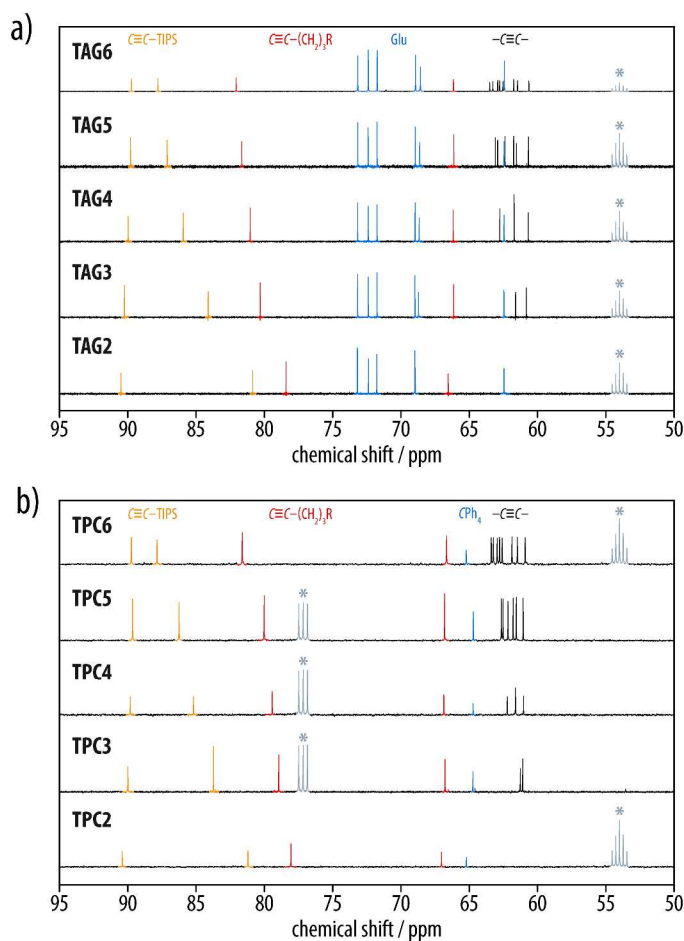 a)
C≡C–TIPS C≡C–(CH₂)₃R Glu –C≡C–
TAG6
*
TAG5
*
TAG4
*
TAG3
*
TAG2
*
95 90 85 80 75 70 65 60 55 50
chemical shift / ppm
b)
C≡C–TIPS C≡C–(CH₂)₃R CPh₄ –C≡C–
*
TPC6
TPC5
*
TPC4
*
TPC3
*
TPC2
*
95 90 85 80 75 70 65 60 55 50
chemical shift / ppm